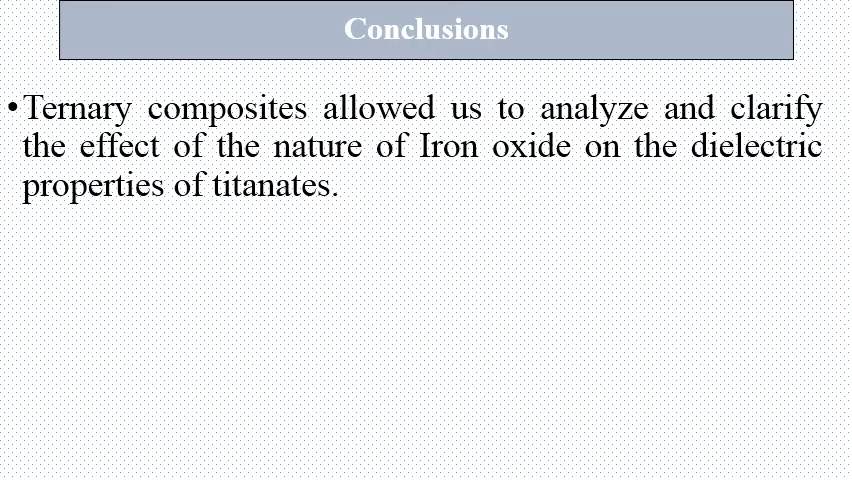 Conclusions
•Ternary composites allowed us to analyze and clarify
the effect of the nature of Iron oxide on the dielectric
properties of titanates.